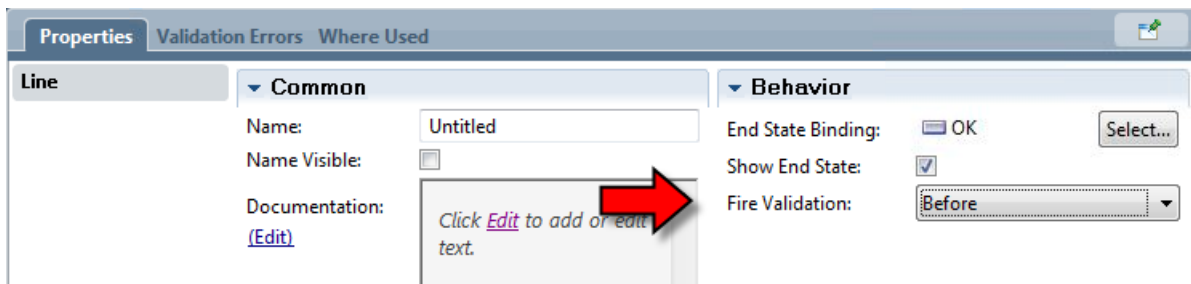 Properties Validation Errors Where Used
Line
Common
Name: Untitled
Name Visible:
Documentation:
(Edit)
Click Edit to add or edit
text.
Behavior
End State Binding: OK Select...
Show End State:
Fire Validation: Before